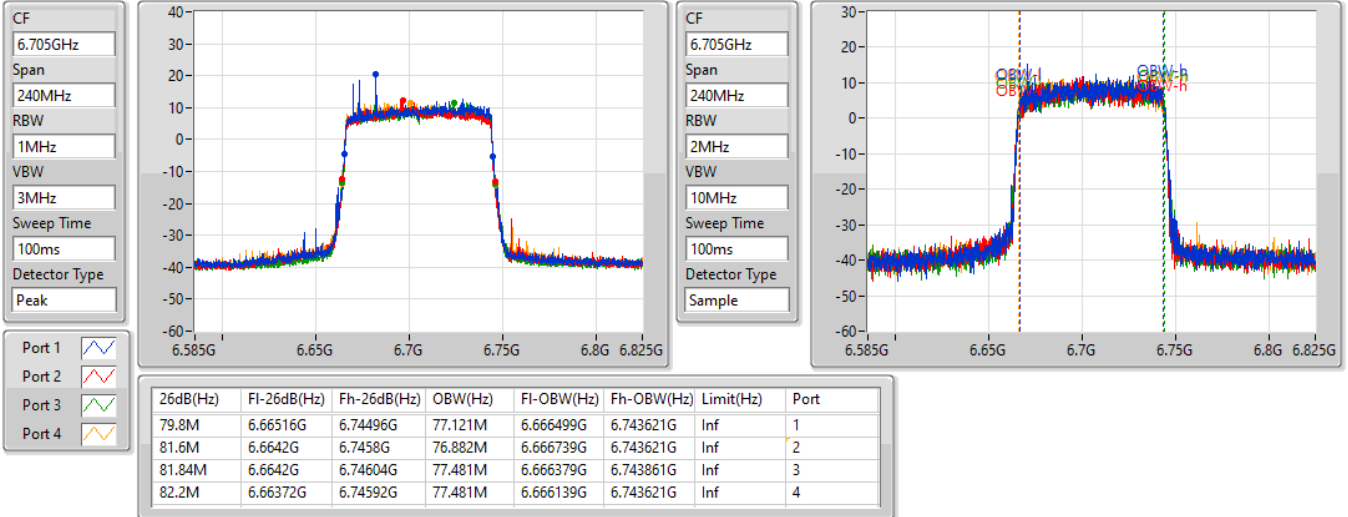 CF
6.705GHz
Span
240MHz
RBW
1MHz
VBW
3MHz
Sweep Time
100ms
Detector Type
Peak
40
30
20
10
0
-10
-20
-30
-40
-50
-60
6.585G 6.65G 6.7G 6.75G 6.8G 6.825G
CF
6.705GHz
Span
240MHz
RBW
2MHz
VBW
10MHz
Sweep Time
100ms
Detector Type
Sample
30
20
10
0
-10
-20
-30
-40
-50
-60
OBW-l OBW-h
OBW-h
6.585G 6.65G 6.7G 6.75G 6.8G 6.825G
Port 1
Port 2
Port 3
Port 4
26dB(Hz) Fl-26dB(Hz) Fh-26dB(Hz) OBW(Hz) Fl-OBW(Hz) Fh-OBW(Hz) Limit(Hz) Port
79.8M 6.66516G 6.74496G 77.121M 6.666499G 6.743621G Inf 1
81.6M 6.6642G 6.7458G 76.882M 6.666739G 6.743621G Inf 2
81.84M 6.6642G 6.74604G 77.481M 6.666379G 6.743861G Inf 3
82.2M 6.66372G 6.74592G 77.481M 6.666139G 6.743621G Inf 4